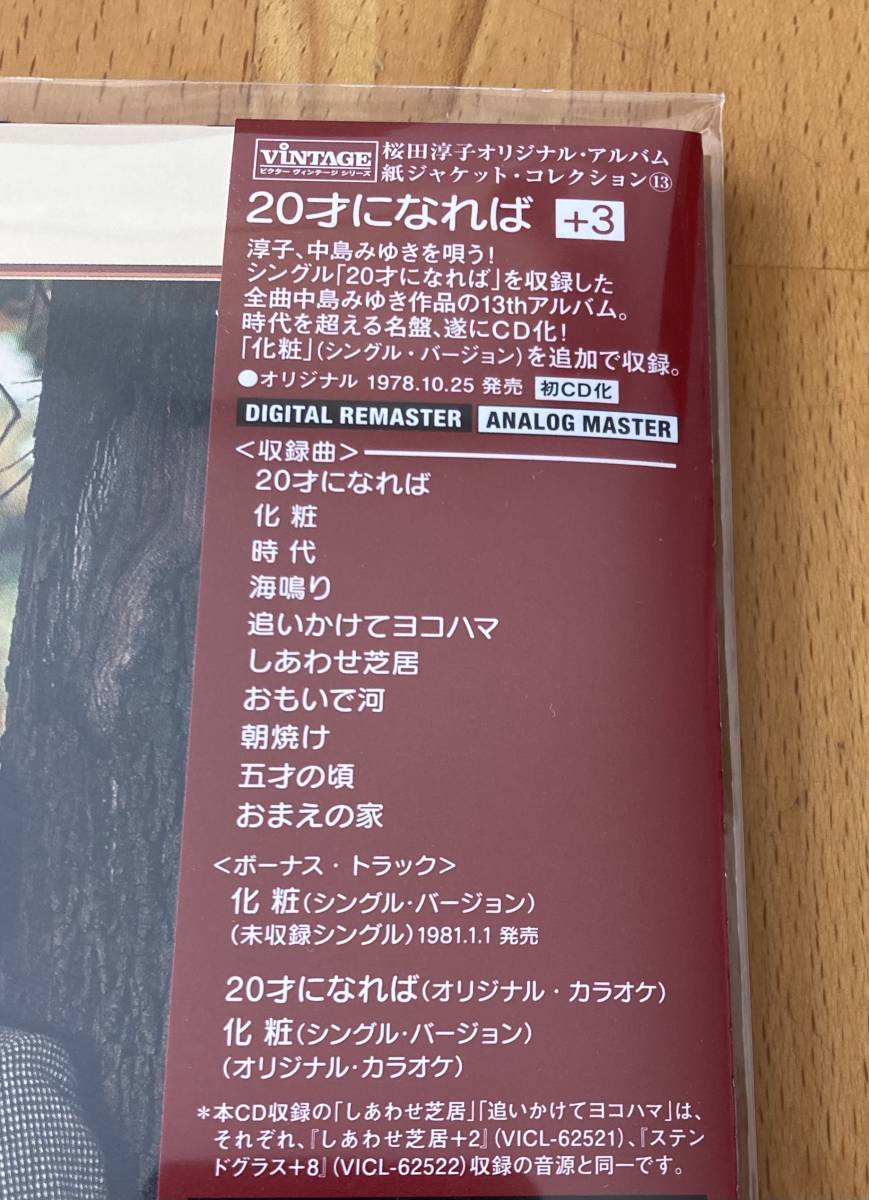 VINTAGE
ビクター ヴィンテージ シリーズ
桜田淳子オリジナル・アルバム
紙ジャケット・コレクション⑬
20才になれば +3
淳子、中島みゆきを唄う!
シングル「20才になれば」を収録した
全曲中島みゆき作品の13thアルバム。
時代を超える名盤、遂にCD化!
「化粧」(シングル・バージョン)を追加で収録。
●オリジナル 1978.10.25 発売 初CD化
DIGITAL REMASTER ANALOG MASTER
<収録曲>
20才になれば
化 粧
時 代
海鳴り
追いかけてヨコハマ
しあわせ芝居
おもいで河
朝焼け
五才の頃
おまえの家
<ボーナス・トラック>
化 粧(シングル・バージョン)
(未収録シングル)1981.1.1 発売
20才になれば(オリジナル・カラオケ)
化 粧(シングル・バージョン)
(オリジナル・カラオケ)
*本CD収録の「しあわせ芝居」「追いかけてヨコハマ」は、
それぞれ、『しあわせ芝居+2』(VICL-62521)、『ステン
ドグラス+8』(VICL-62522)収録の音源と同一です。